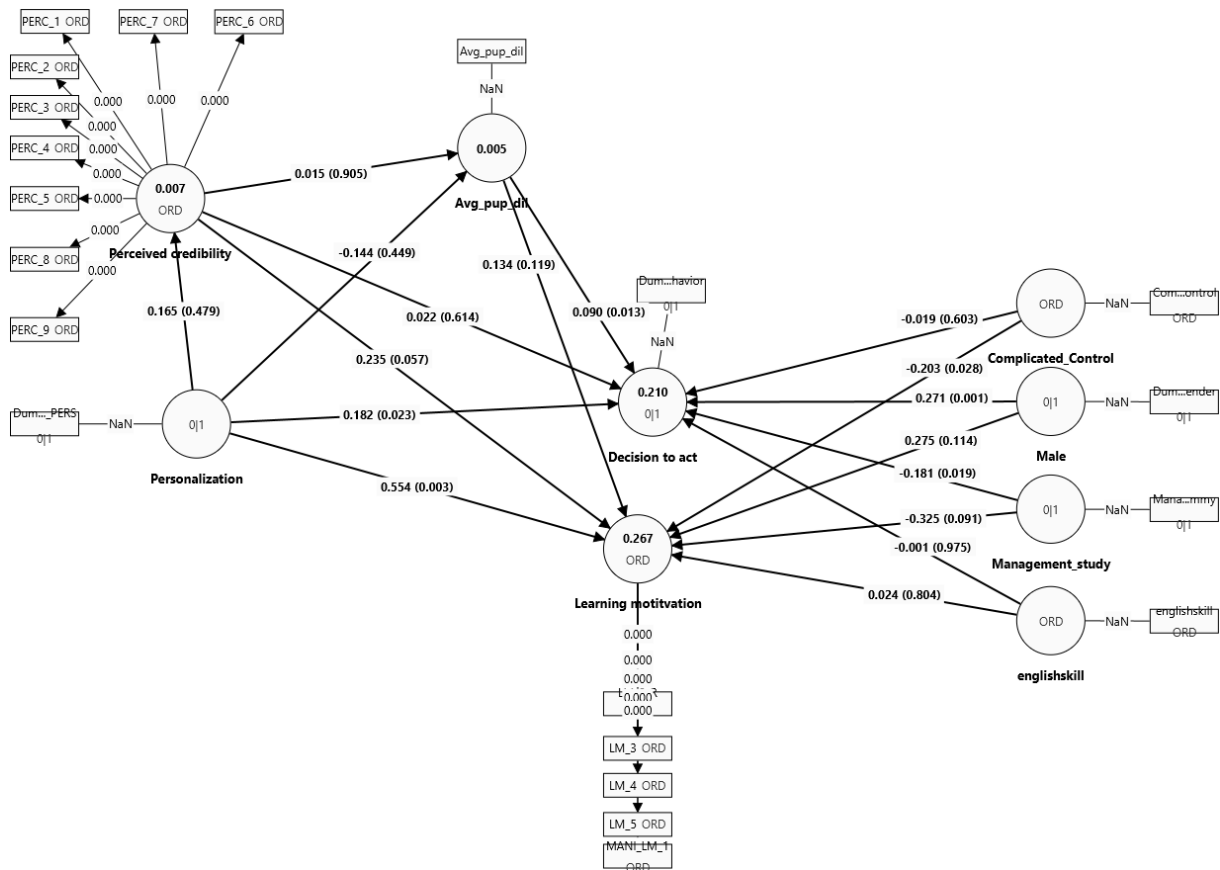 PERC_1 ORD
PERC_7 ORD
PERC_6 ORD
PERC_2 ORD
PERC_3 ORD
PERC_4 ORD
PERC_5 ORD
PERC_8 ORD
PERC_9 ORD
0.000
0.000
0.000
0.000
0.000
0.000
0.000
0.000
0.000
0.007
ORD
Perceived credibility
Avg_pup_dil
NaN
0.005
Avg_pup_dil
0.015 (0.905)
-0.144 (0.449)
0.134 (0.119)
0.090 (0.013)
0.165 (0.479)
0.022 (0.614)
0.235 (0.057)
Dum...havior
0|1
NaN
0.210
0|1
Decision to act
Dum..._PERS
0|1
NaN
0|1
Personalization
0.182 (0.023)
0.554 (0.003)
-0.019 (0.603)
-0.203 (0.028)
0.271 (0.001)
0.275 (0.114)
-0.181 (0.019)
-0.325 (0.091)
-0.001 (0.975)
0.024 (0.804)
ORD
NaN
Com...ontrol
ORD
Complicated_Control
0|1
NaN
Dum...ender
0|1
Male
0|1
NaN
Mana...mmy
0|1
Management_study
ORD
NaN
englishskill
ORD
englishskill
0.267
ORD
Learning motitvation
0.000
0.000
0.000
0.000
0.000
LM_3 ORD
LM_4 ORD
LM_5 ORD
MANI_LM_1
ORD